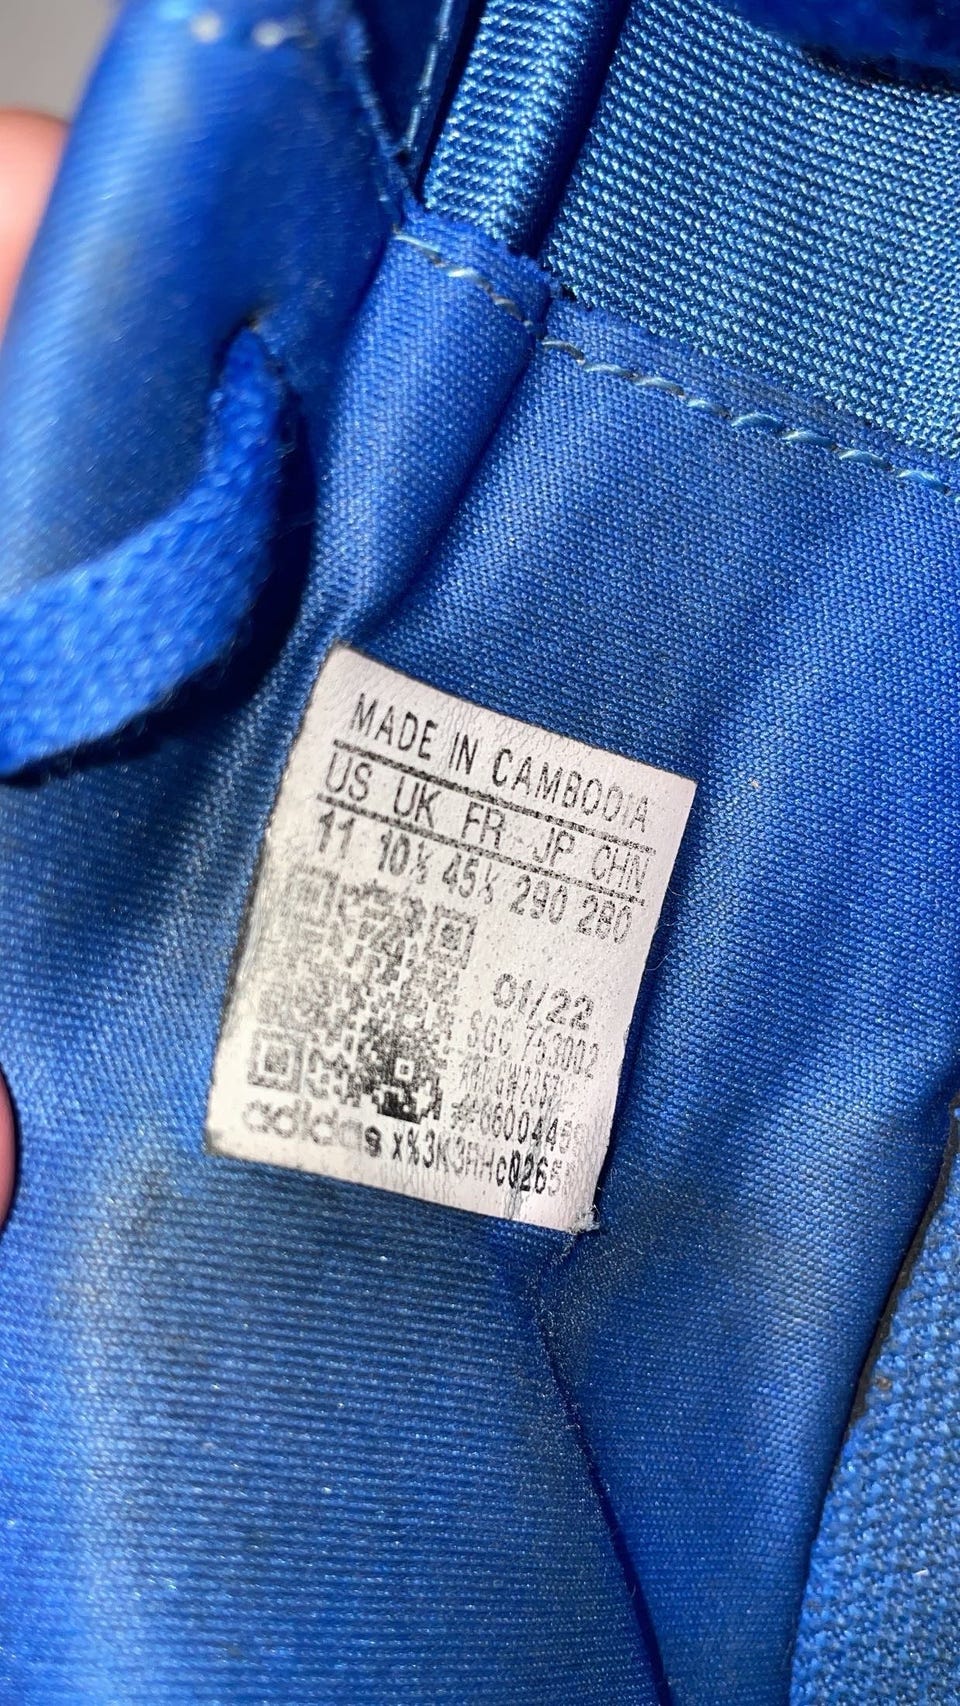 MADE IN CAMBODIA
US UK FR JP CHN
11 10½ 45⅓ 290 280
01/22
SGC 753002
adidas